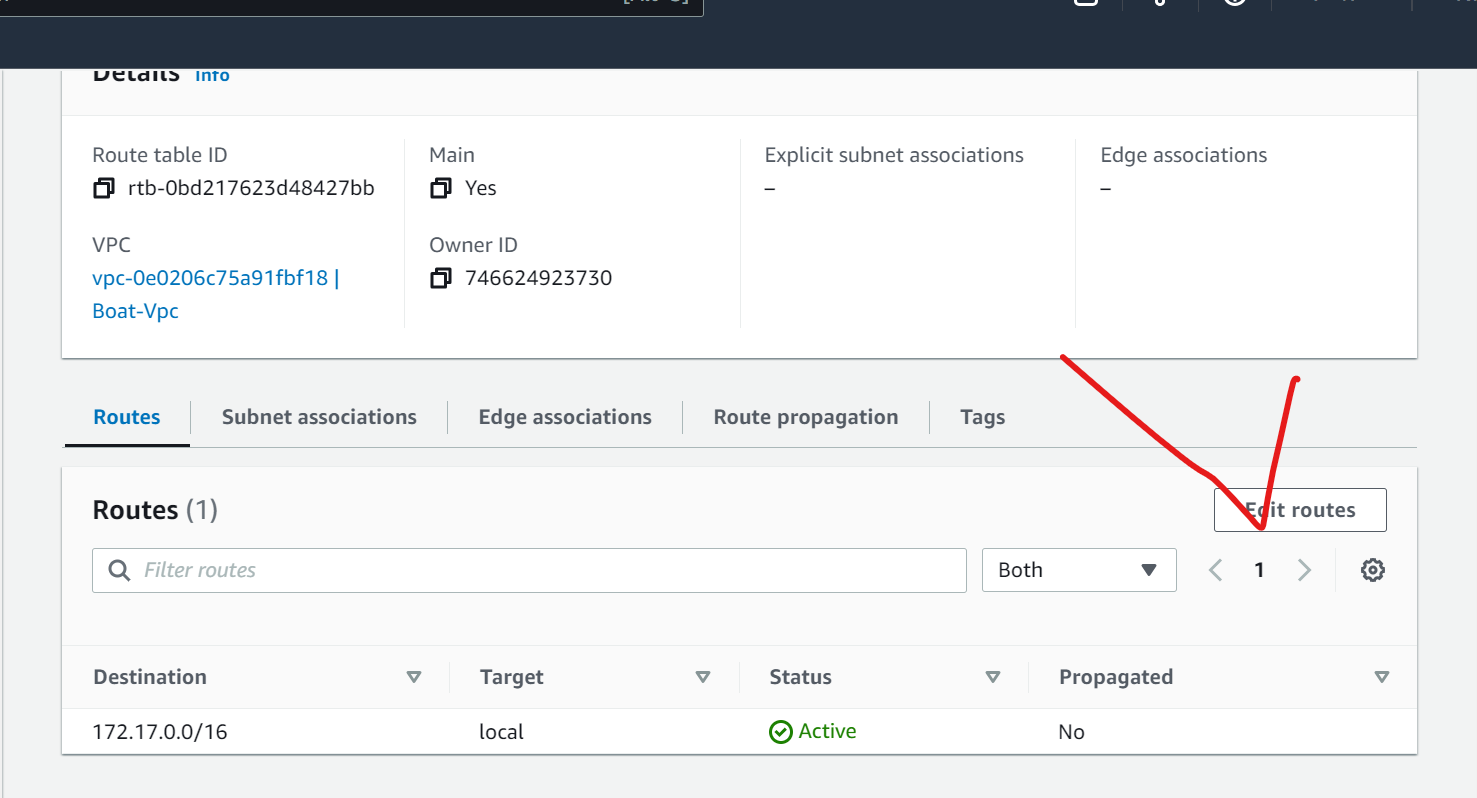 Details Info
Route table ID
rtb-0bd217623d48427bb
Main
Yes
Explicit subnet associations
–
Edge associations
–
VPC
vpc-0e0206c75a91fbf18 |
Boat-Vpc
Owner ID
746624923730
Routes Subnet associations Edge associations Route propagation Tags
Routes (1)
Edit routes
Filter routes
Both
1
Destination Target Status Propagated
172.17.0.0/16 local Active No